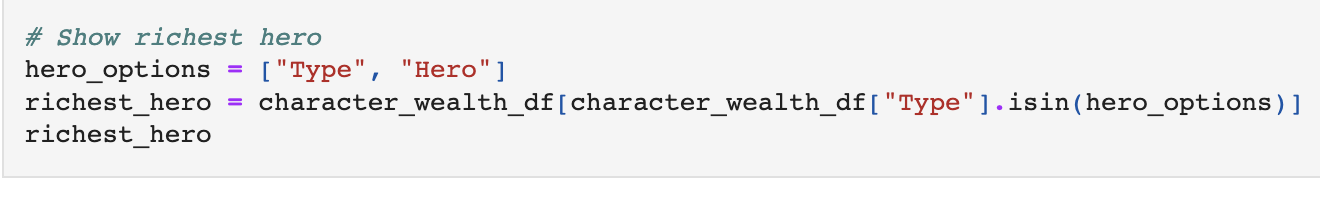 # Show richest hero
hero_options = ["Type", "Hero"]
richest_hero = character_wealth_df[character_wealth_df["Type"].isin(hero_options)]
richest_hero